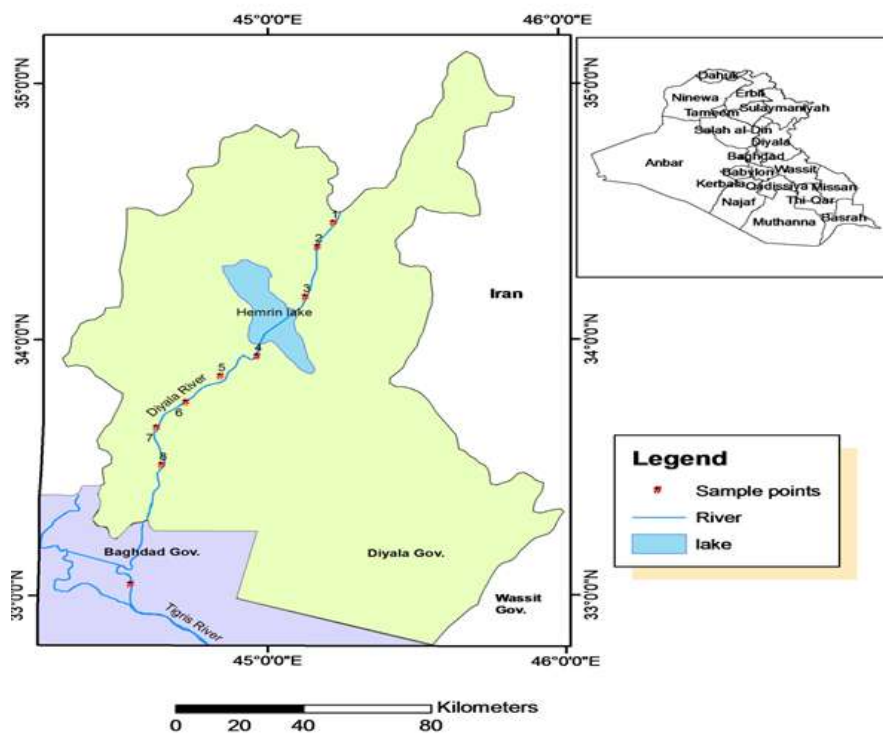 45°0'0"E
46°0'0"E
35°0'0"N
35°0'0"N
34°0'0"N
34°0'0"N
33°0'0"N
33°0'0"N
1
2
3
Hemrin lake
4
5
Diyala River
6
7
8
Iran
Baghdad Gov.
Diyala Gov.
Wassit
Gov.
Tigris River
45°0'0"E
46°0'0"E
0 20 40 80 Kilometers
Dahuk
Erbil
Ninewa
Sulaymaniyah
Tameem
Salah al-Din
Diyala
Baghdad
Anbar
Wassit
Babylon
Kerbala
Qadissiya
Missan
Najaf
Thi-Qar
Muthanna
Basrah
Legend
Sample points
River
lake